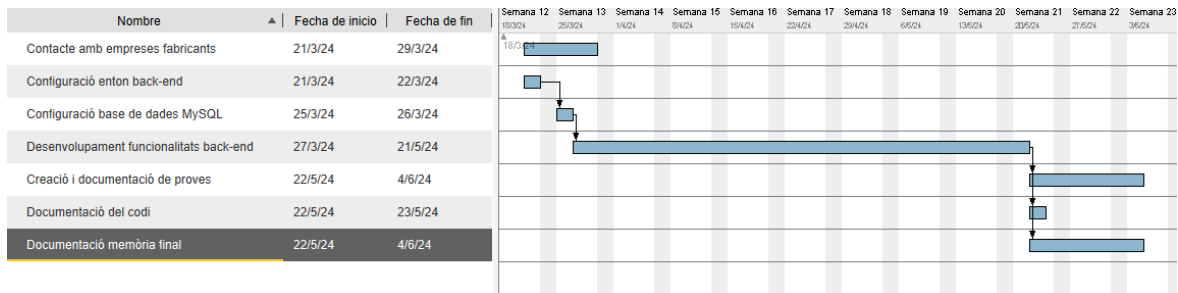 Nombre Fecha de inicio Fecha de fin
Semana 12 Semana 13 Semana 14 Semana 15 Semana 16 Semana 17 Semana 18 Semana 19 Semana 20 Semana 21 Semana 22 Semana 23
18/3/24 25/3/24 1/4/24 8/4/24 15/4/24 22/4/24 29/4/24 6/5/24 13/5/24 20/5/24 27/5/24 3/6/24
18/3/24
Contacte amb empreses fabricants 21/3/24 29/3/24
Configuració enton back-end 21/3/24 22/3/24
Configuració base de dades MySQL 25/3/24 26/3/24
Desenvolupament funcionalitats back-end 27/3/24 21/5/24
Creació i documentació de proves 22/5/24 4/6/24
Documentació del codi 22/5/24 23/5/24
Documentació memòria final 22/5/24 4/6/24